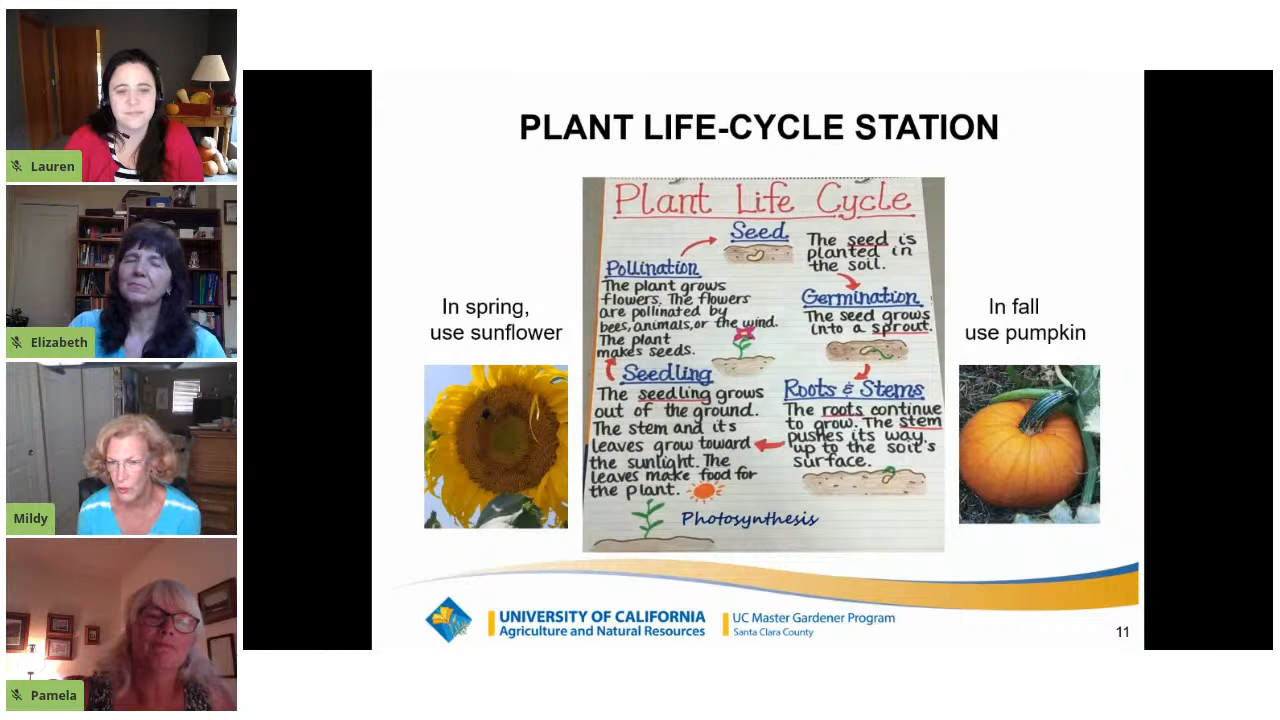 Lauren
Elizabeth
Mildy
Pamela
PLANT LIFE-CYCLE STATION
In spring,
use sunflower
Plant Life Cycle
Seed
The seed is
planted in
the soil.
Germination
The seed grows
into a sprout.
Roots & Stems
The roots continue
to grow. The stem
pushes its way
up to the soil's
surface.
Seedling
The seedling grows
out of the ground.
The stem and its
leaves grow toward
the sunlight. The
leaves make food for
the plant.
Photosynthesis
Pollination
The plant grows
flowers. The flowers
are pollinated by
bees, animals, or the wind.
The plant
makes seeds.
In fall
use pumpkin
UNIVERSITY OF CALIFORNIA
Agriculture and Natural Resources
UC Master Gardener Program
Santa Clara County
11